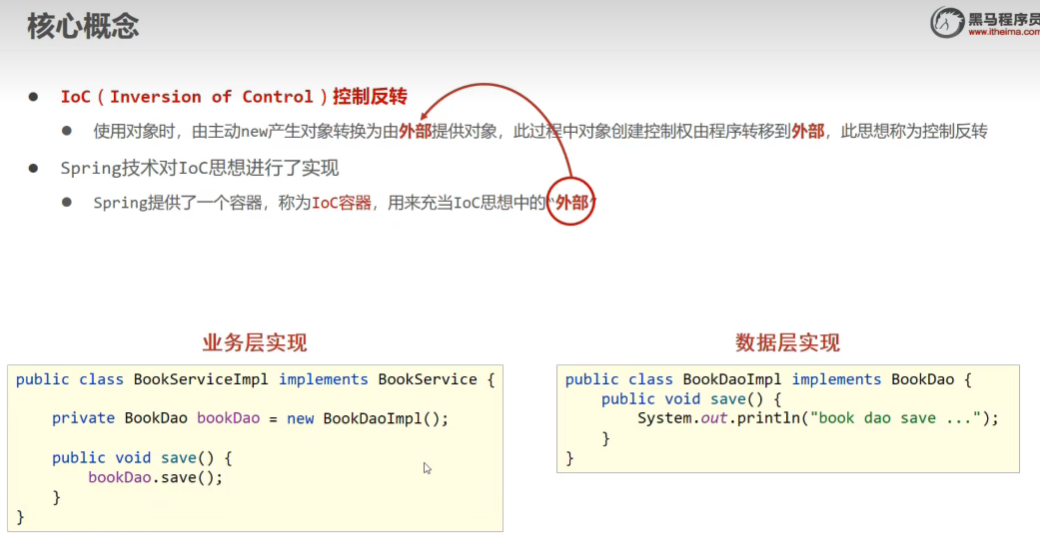 核心概念
黑马程序员
www.itheima.com
IoC（Inversion of Control）控制反转
使用对象时，由主动new产生对象转换为由外部提供对象，此过程中对象创建控制权由程序转移到外部，此思想称为控制反转
Spring技术对IoC思想进行了实现
Spring提供了一个容器，称为IoC容器，用来充当IoC思想中的“外部”
业务层实现
public class BookServiceImpl implements BookService {
private BookDao bookDao = new BookDaoImpl();
public void save() {
bookDao.save();
}
}
数据层实现
public class BookDaoImpl implements BookDao {
public void save() {
System.out.println("book dao save ...");
}
}